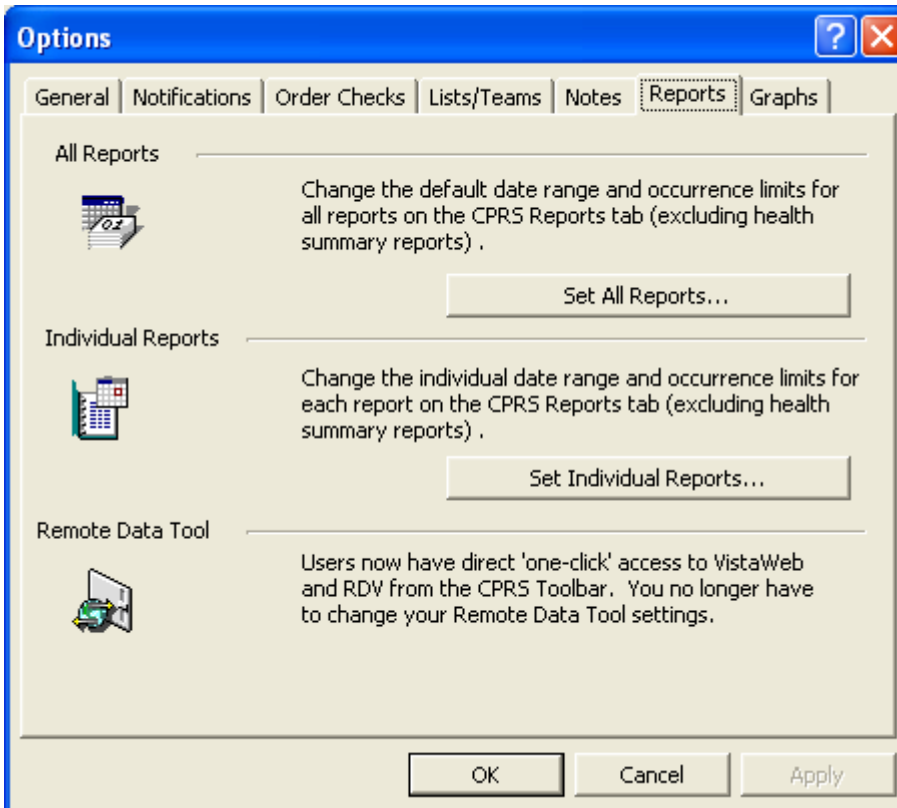 Options
General Notifications Order Checks Lists/Teams Notes Reports Graphs
All Reports
Change the default date range and occurrence limits for
all reports on the CPRS Reports tab (excluding health
summary reports) .
Set All Reports...
Individual Reports
Change the individual date range and occurrence limits for
each report on the CPRS Reports tab (excluding health
summary reports) .
Set Individual Reports...
Remote Data Tool
Users now have direct 'one-click' access to VistaWeb
and RDV from the CPRS Toolbar.  You no longer have
to change your Remote Data Tool settings.
OK Cancel Apply